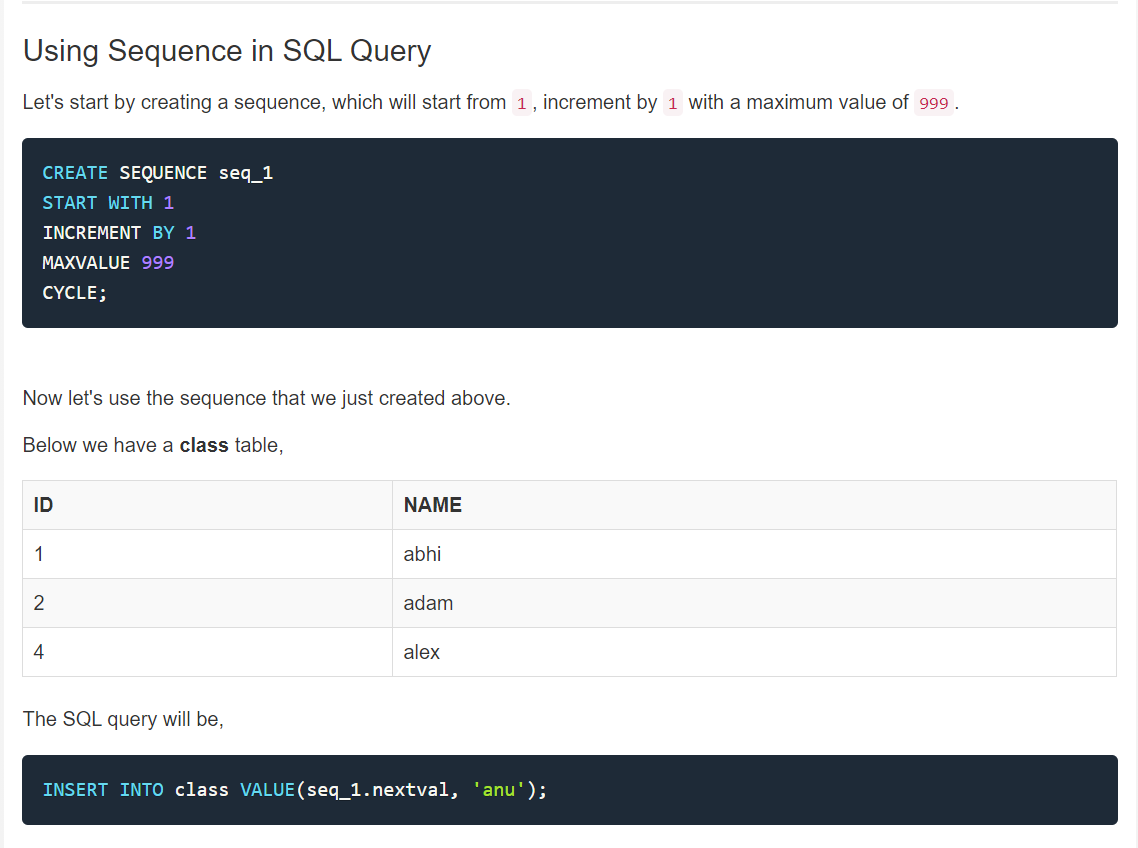 Using Sequence in SQL Query
Let's start by creating a sequence, which will start from 1, increment by 1 with a maximum value of 999.
CREATE SEQUENCE seq_1
START WITH 1
INCREMENT BY 1
MAXVALUE 999
CYCLE;
Now let's use the sequence that we just created above.
Below we have a class table,
ID NAME
1 abhi
2 adam
4 alex
The SQL query will be,
INSERT INTO class VALUE(seq_1.nextval, 'anu');